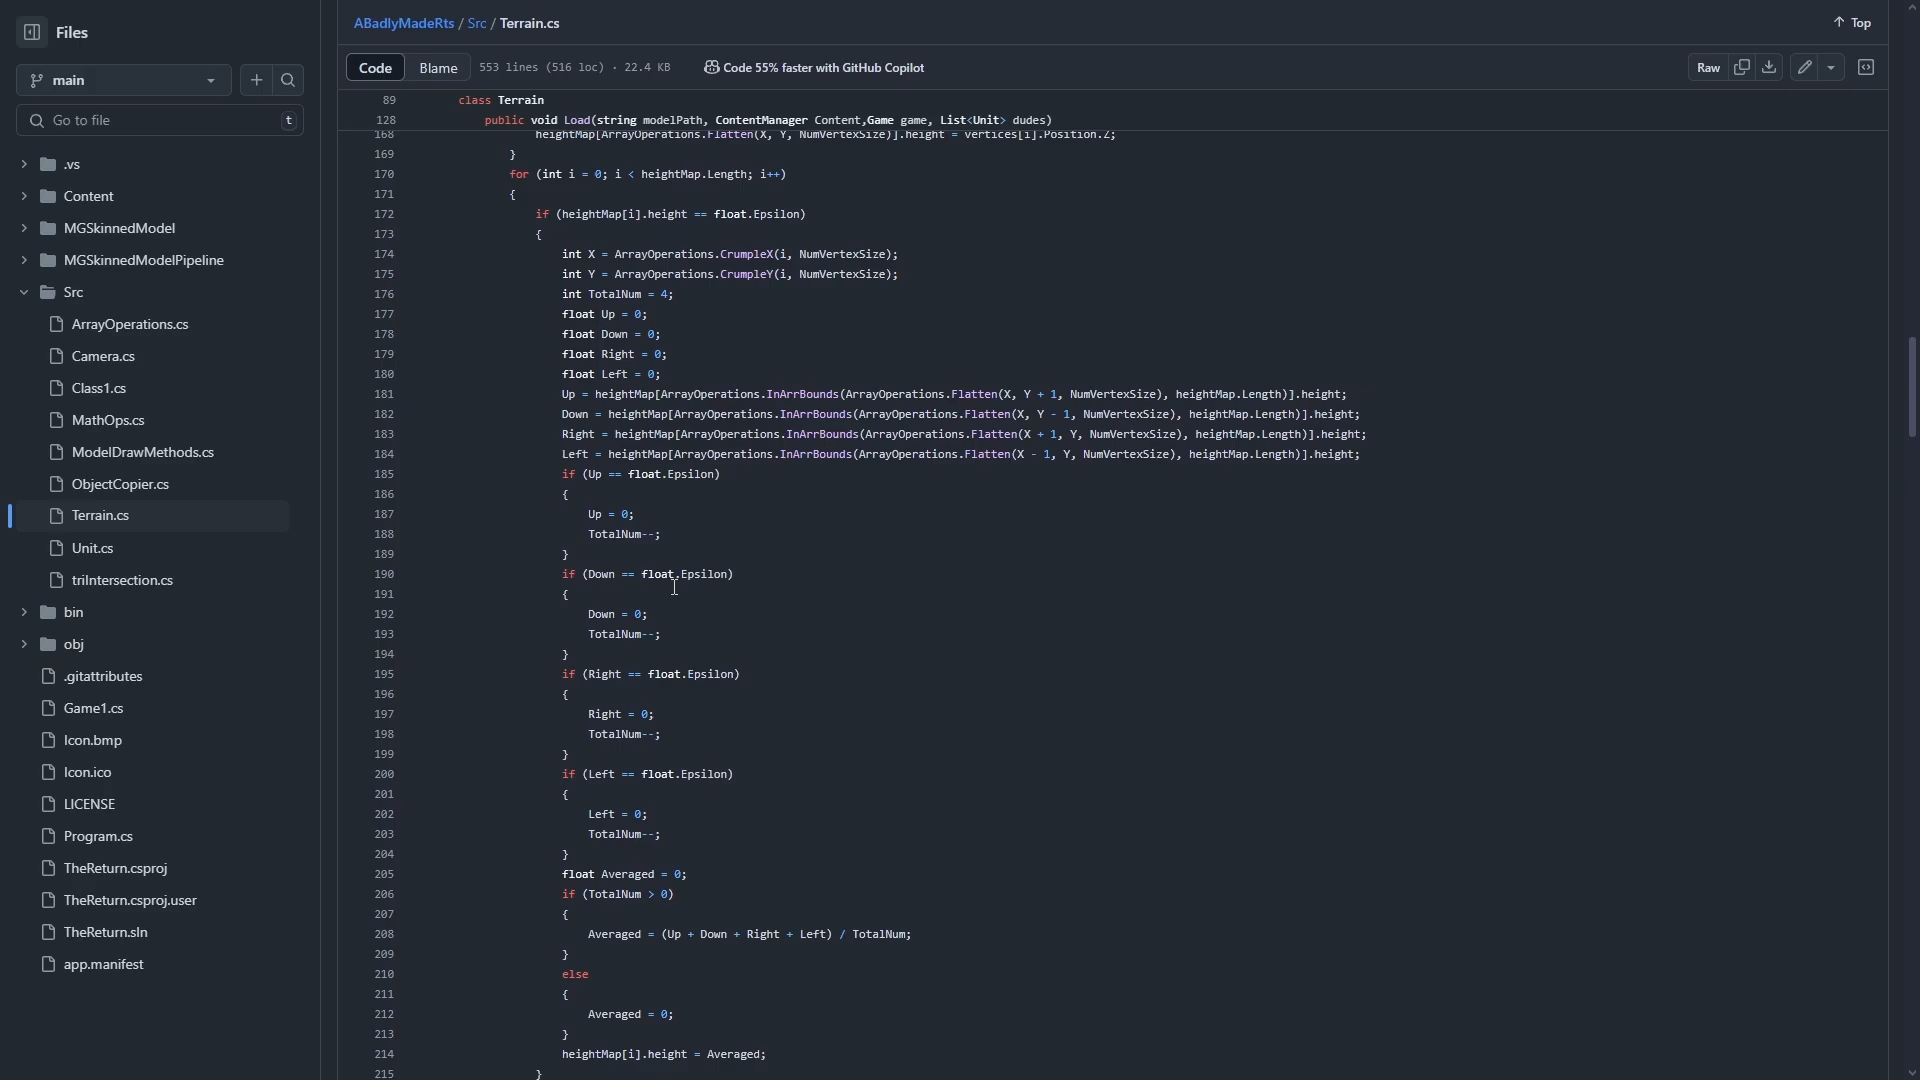 Files
main
Go to file
t
.vs
Content
MGSkinnedModel
MGSkinnedModelPipeline
Src
ArrayOperations.cs
Camera.cs
Class1.cs
MathOps.cs
ModelDrawMethods.cs
ObjectCopier.cs
Terrain.cs
Unit.cs
triIntersection.cs
bin
obj
.gitattributes
Game1.cs
Icon.bmp
Icon.ico
LICENSE
Program.cs
TheReturn.csproj
TheReturn.csproj.user
TheReturn.sln
app.manifest
ABadlyMadeRts / Src / Terrain.cs
Top
Code Blame 553 lines (516 loc) · 22.4 KB Code 55% faster with GitHub Copilot Raw
89 class Terrain
128 public void Load(string modelPath, ContentManager Content,Game game, List<Unit> dudes)
168 heightMap[ArrayOperations.Flatten(X, Y, NumVertexSize)].height = vertices[i].Position.Z;
169 }
170 for (int i = 0; i < heightMap.Length; i++)
171 {
172 if (heightMap[i].height == float.Epsilon)
173 {
174 int X = ArrayOperations.CrumpleX(i, NumVertexSize);
175 int Y = ArrayOperations.CrumpleY(i, NumVertexSize);
176 int TotalNum = 4;
177 float Up = 0;
178 float Down = 0;
179 float Right = 0;
180 float Left = 0;
181 Up = heightMap[ArrayOperations.InArrBounds(ArrayOperations.Flatten(X, Y + 1, NumVertexSize), heightMap.Length)].height;
182 Down = heightMap[ArrayOperations.InArrBounds(ArrayOperations.Flatten(X, Y - 1, NumVertexSize), heightMap.Length)].height;
183 Right = heightMap[ArrayOperations.InArrBounds(ArrayOperations.Flatten(X + 1, Y, NumVertexSize), heightMap.Length)].height;
184 Left = heightMap[ArrayOperations.InArrBounds(ArrayOperations.Flatten(X - 1, Y, NumVertexSize), heightMap.Length)].height;
185 if (Up == float.Epsilon)
186 {
187 Up = 0;
188 TotalNum--;
189 }
190 if (Down == float.Epsilon)
191 {
192 Down = 0;
193 TotalNum--;
194 }
195 if (Right == float.Epsilon)
196 {
197 Right = 0;
198 TotalNum--;
199 }
200 if (Left == float.Epsilon)
201 {
202 Left = 0;
203 TotalNum--;
204 }
205 float Averaged = 0;
206 if (TotalNum > 0)
207 {
208 Averaged = (Up + Down + Right + Left) / TotalNum;
209 }
210 else
211 {
212 Averaged = 0;
213 }
214 heightMap[i].height = Averaged;
215 }